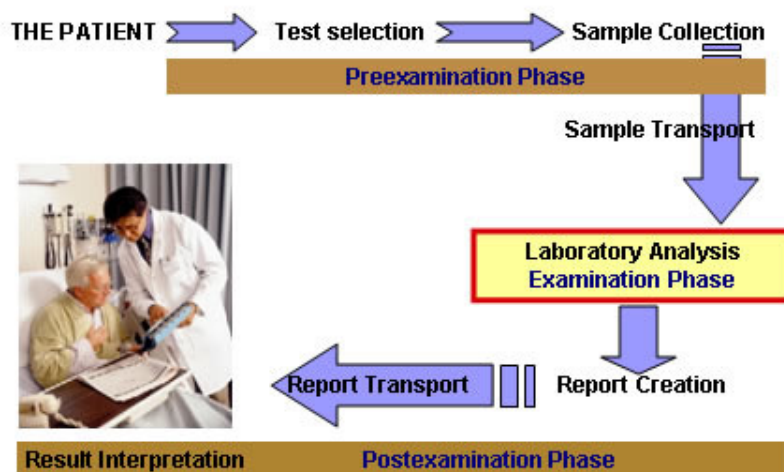 THE PATIENT
Test selection
Sample Collection
Preexamination Phase
Sample Transport
Laboratory Analysis
Examination Phase
Report Transport
Report Creation
Result Interpretation
Postexamination Phase